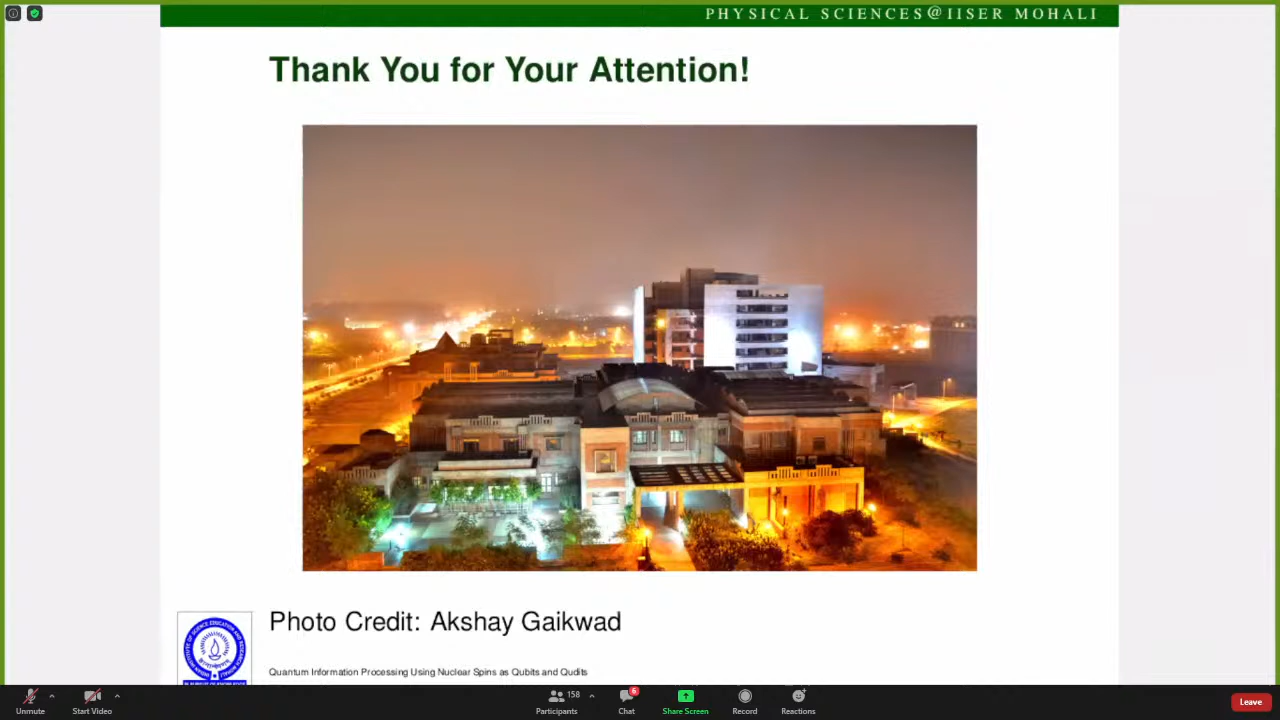 PHYSICAL SCIENCES@IISER MOHALI
Thank You for Your Attention!
Photo Credit: Akshay Gaikwad
Quantum Information Processing Using Nuclear Spins as Qubits and Qudits
Unmute
Start Video
158
Participants
6
Chat
Share Screen
Record
Reactions
Leave